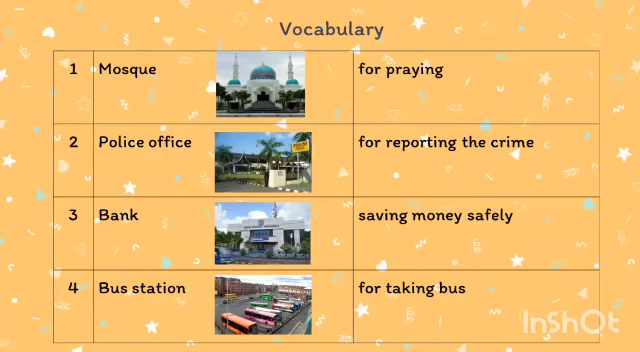 Vocabulary
1 Mosque for praying
2 Police office for reporting the crime
3 Bank saving money safely
4 Bus station for taking bus
InShOt